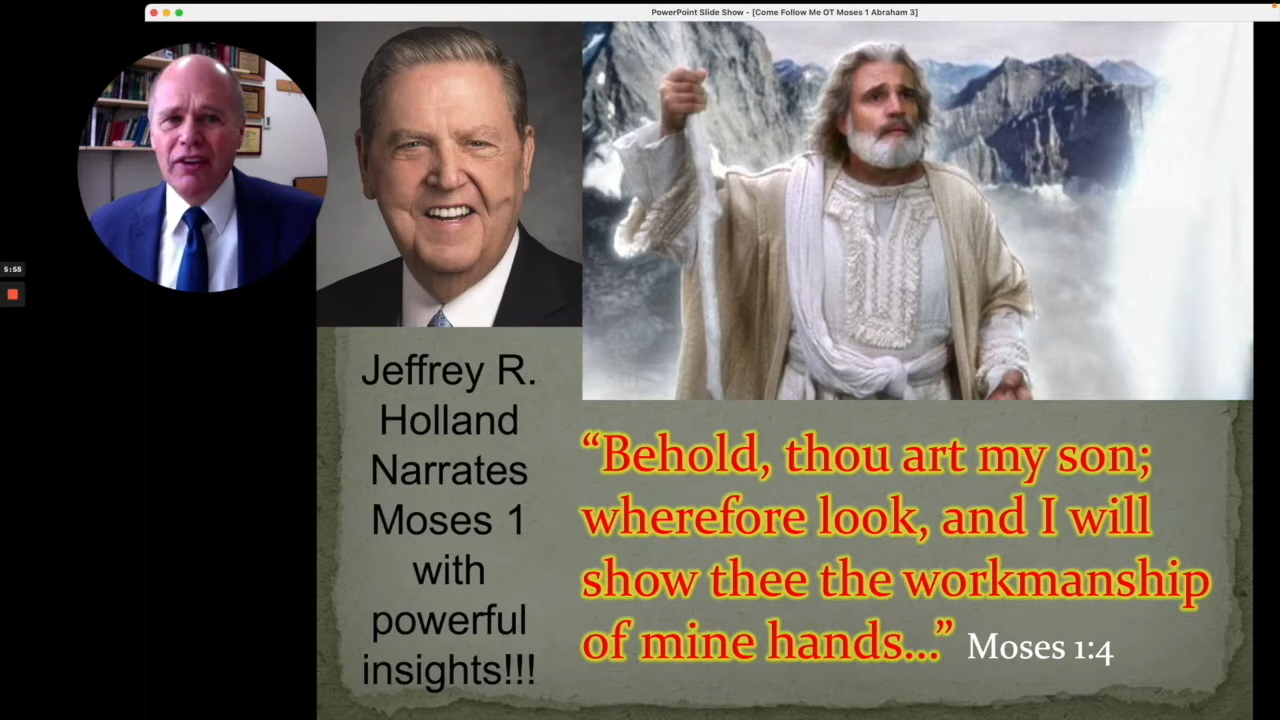 PowerPoint Slide Show - [Come Follow Me OT Moses 1 Abraham 3]
5:55
Jeffrey R.
Holland
Narrates
Moses 1
with
powerful
insights!!!
“Behold, thou art my son;
wherefore look, and I will
show thee the workmanship
of mine hands…” Moses 1:4